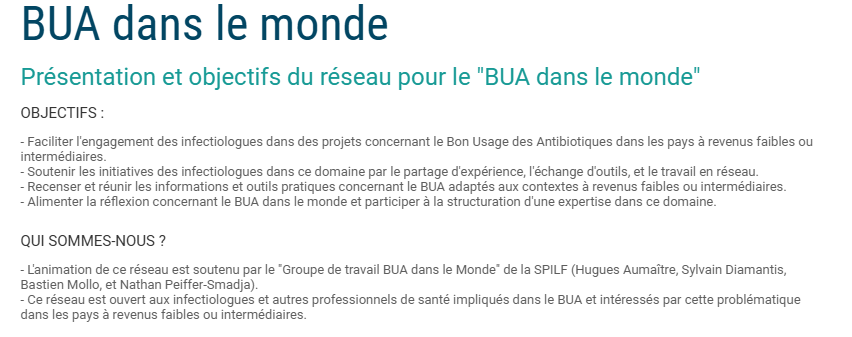 BUA dans le monde
Présentation et objectifs du réseau pour le "BUA dans le monde"
OBJECTIFS :
- Faciliter l'engagement des infectiologues dans des projets concernant le Bon Usage des Antibiotiques dans les pays à revenus faibles ou
intermédiaires.
- Soutenir les initiatives des infectiologues dans ce domaine par le partage d'expérience, l'échange d'outils, et le travail en réseau.
- Recenser et réunir les informations et outils pratiques concernant le BUA adaptés aux contextes à revenus faibles ou intermédiaires.
- Alimenter la réflexion concernant le BUA dans le monde et participer à la structuration d'une expertise dans ce domaine.
QUI SOMMES-NOUS ?
- L'animation de ce réseau est soutenu par le "Groupe de travail BUA dans le Monde" de la SPILF (Hugues Aumaître, Sylvain Diamantis,
Bastien Mollo, et Nathan Peiffer-Smadja).
- Ce réseau est ouvert aux infectiologues et autres professionnels de santé impliqués dans le BUA et intéressés par cette problématique
dans les pays à revenus faibles ou intermédiaires.